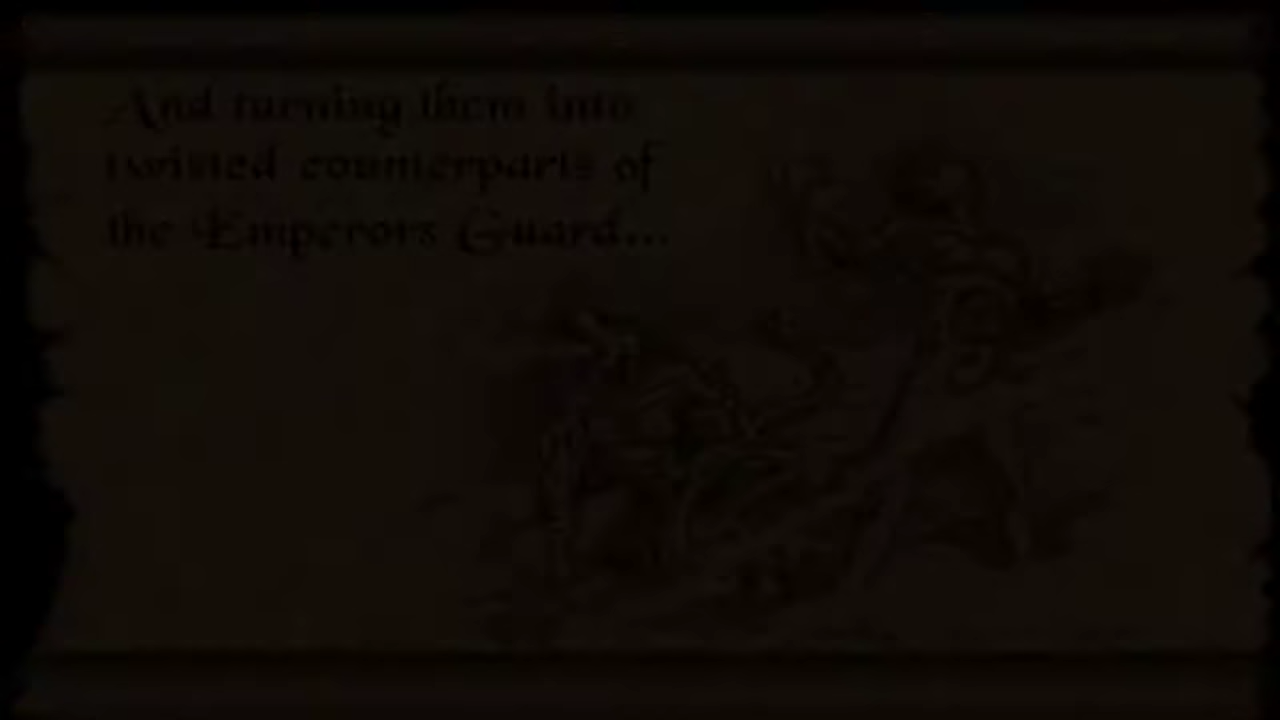 And turning them into
twisted counterparts of
the Emperors Guard...